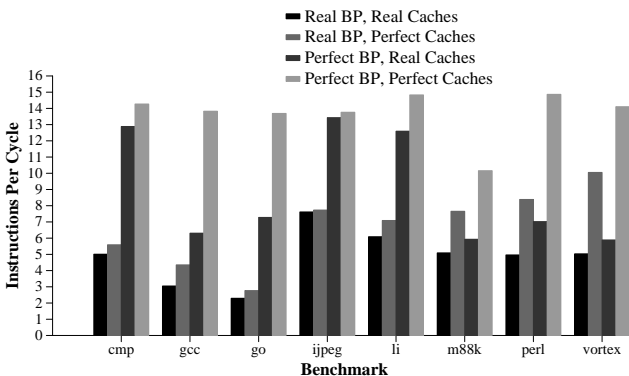 Real BP, Real Caches
Real BP, Perfect Caches
Perfect BP, Real Caches
Perfect BP, Perfect Caches
Instructions Per Cycle
16
15
14
13
12
11
10
9
8
7
6
5
4
3
2
1
0
cmp gcc go ijpeg li m88k perl vortex
Benchmark